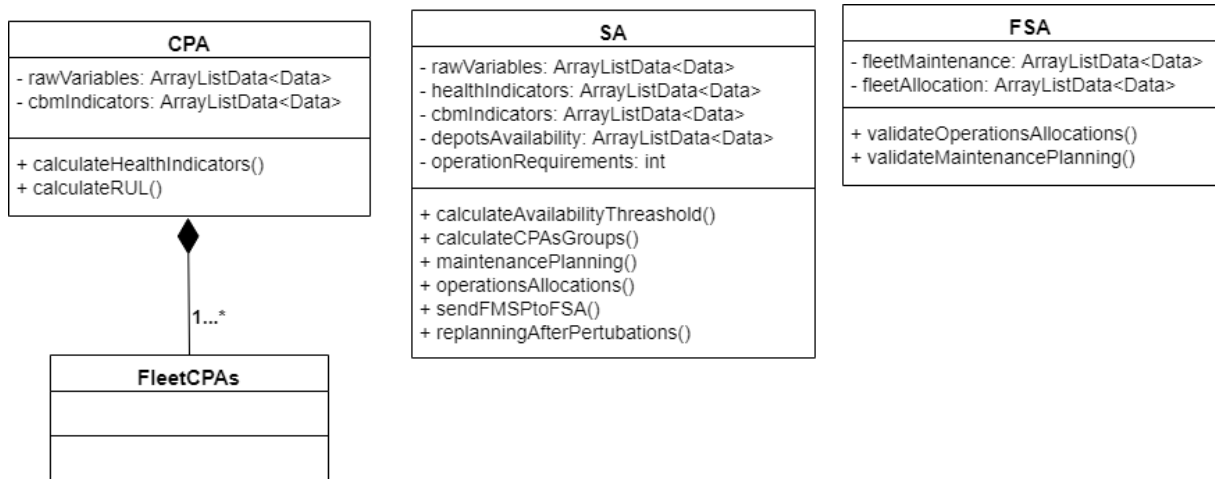 CPA
- rawVariables: ArrayListData<Data>
- cbmIndicators: ArrayListData<Data>
+ calculateHealthIndicators()
+ calculateRUL()
1...*
FleetCPAs
SA
- rawVariables: ArrayListData<Data>
- healthIndicators: ArrayListData<Data>
- cbmIndicators: ArrayListData<Data>
- depotsAvailability: ArrayListData<Data>
- operationRequirements: int
+ calculateAvailabilityThreashold()
+ calculateCPAsGroups()
+ maintenancePlanning()
+ operationsAllocations()
+ sendFMSPtoFSA()
+ replanningAfterPertubations()
FSA
- fleetMaintenance: ArrayListData<Data>
- fleetAllocation: ArrayListData<Data>
+ validateOperationsAllocations()
+ validateMaintenancePlanning()